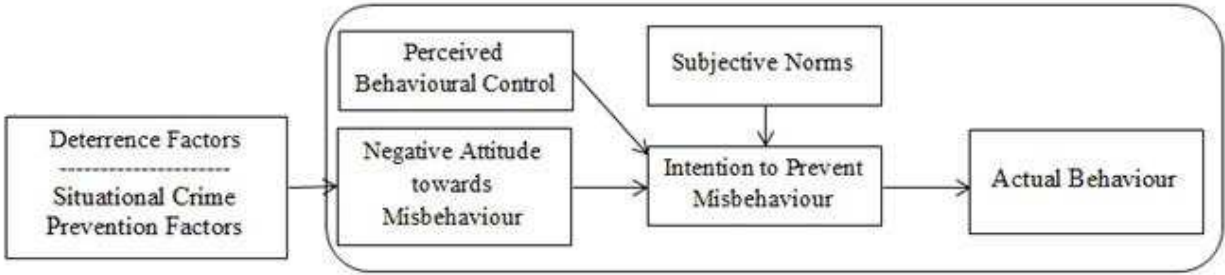 Deterrence Factors
---------------------
Situational Crime
Prevention Factors
Perceived
Behavioural Control
Negative Attitude
towards
Misbehaviour
Subjective Norms
Intention to Prevent
Misbehaviour
Actual Behaviour